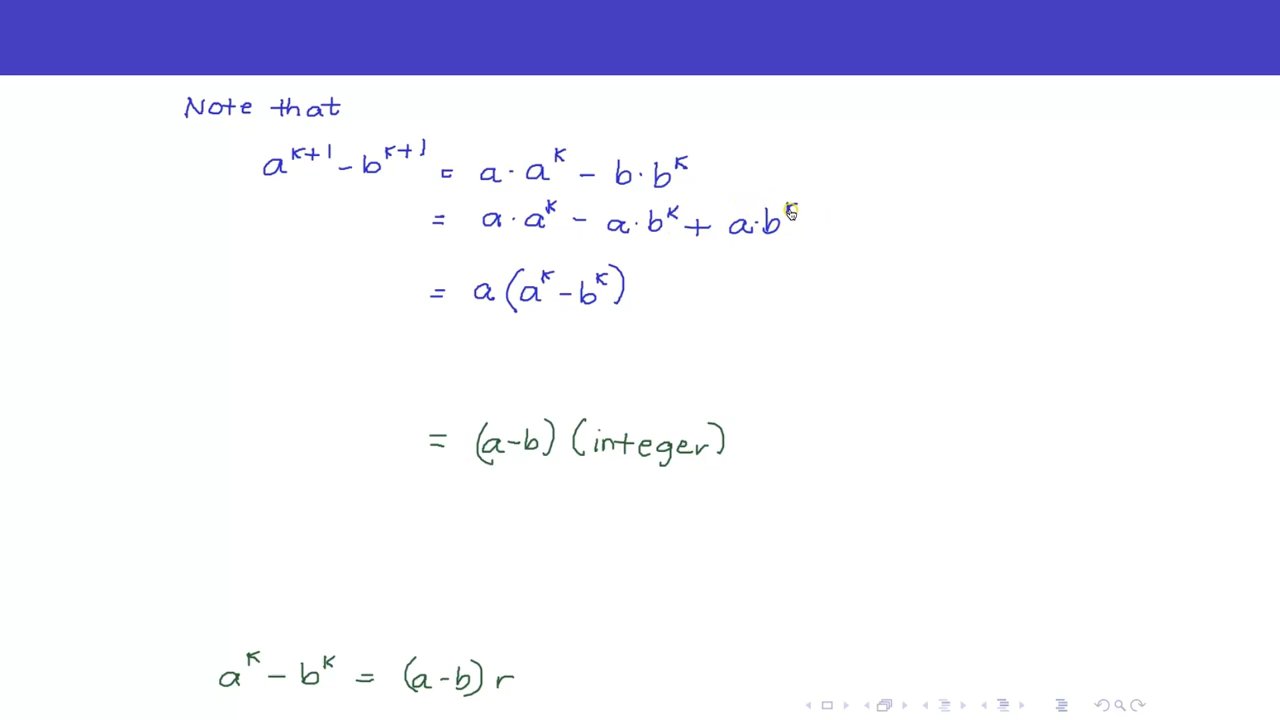 Note that
a^{k+1} - b^{k+1} = a · a^k - b · b^k
= a · a^k - a · b^k + a · b^k
= a (a^k - b^k)
= (a-b) (integer)
a^k - b^k = (a-b) r